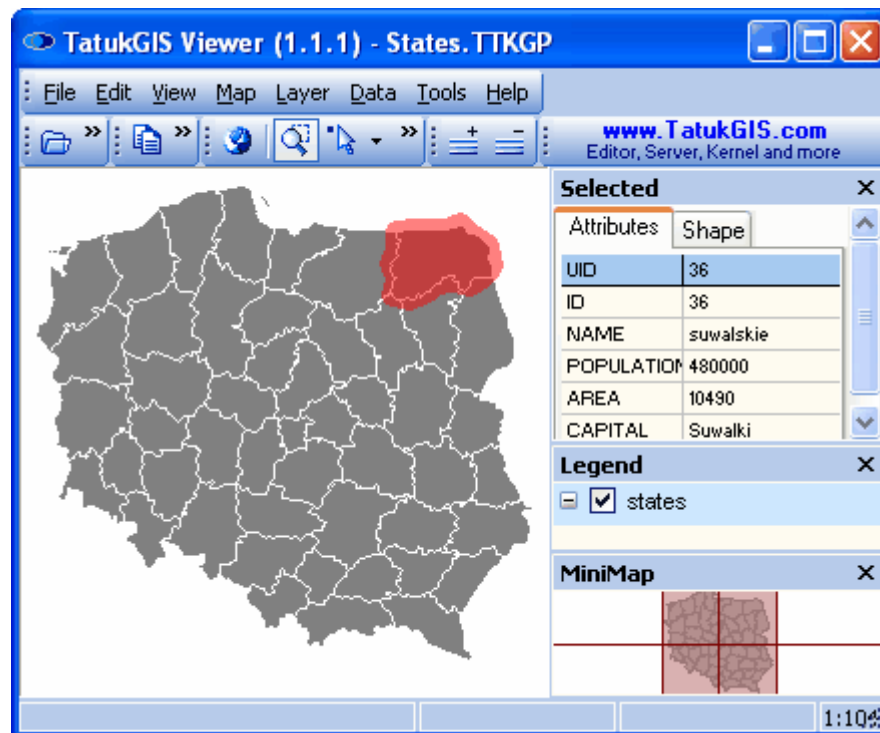 TatukGIS Viewer (1.1.1) - States.TTKGP
File Edit View Map Layer Data Tools Help
www.TatukGIS.com
Editor, Server, Kernel and more
Selected
Attributes Shape
UID 36
ID 36
NAME suwalskie
POPULATION 480000
AREA 10490
CAPITAL Suwalki
Legend
states
MiniMap